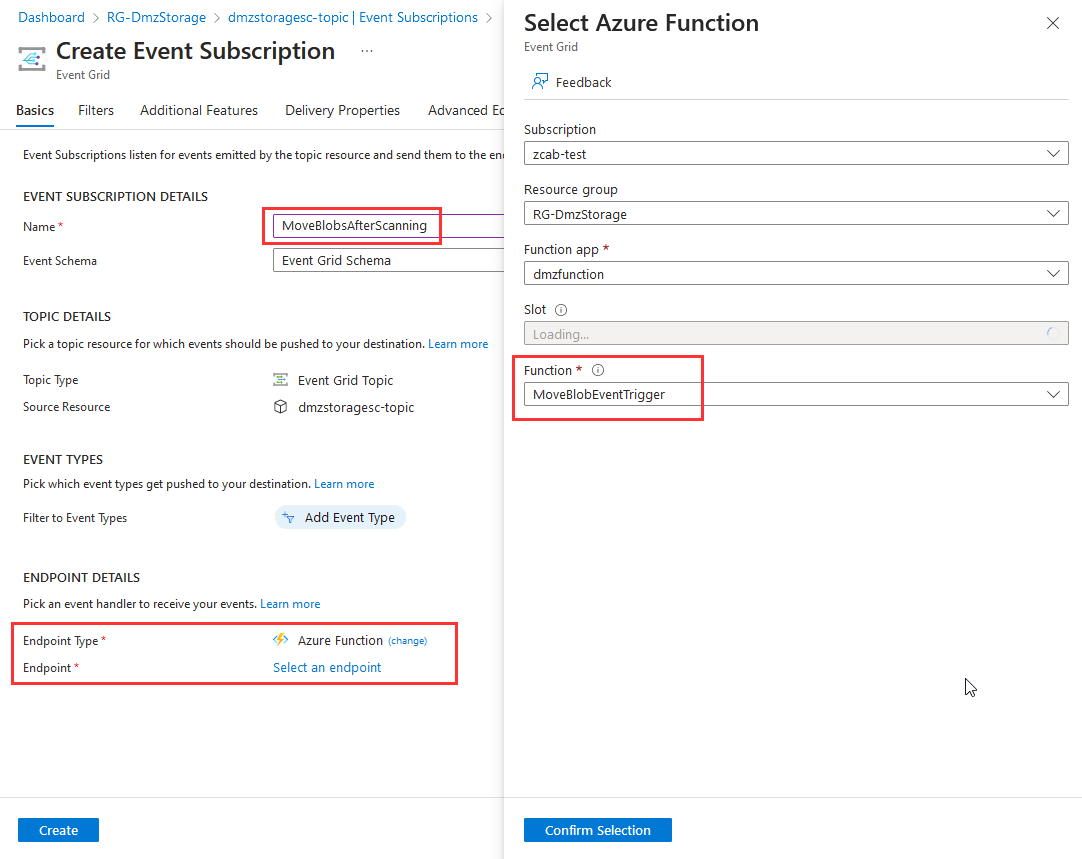 Dashboard > RG-DmzStorage > dmzstoragesc-topic | Event Subscriptions >
Create Event Subscription ...
Event Grid
Basics Filters Additional Features Delivery Properties Advanced Ed
Event Subscriptions listen for events emitted by the topic resource and send them to the en
EVENT SUBSCRIPTION DETAILS
Name * MoveBlobsAfterScanning
Event Schema Event Grid Schema
TOPIC DETAILS
Pick a topic resource for which events should be pushed to your destination. Learn more
Topic Type Event Grid Topic
Source Resource dmzstoragesc-topic
EVENT TYPES
Pick which event types get pushed to your destination. Learn more
Filter to Event Types Add Event Type
ENDPOINT DETAILS
Pick an event handler to receive your events. Learn more
Endpoint Type * Azure Function (change)
Endpoint * Select an endpoint
Create
Select Azure Function
Event Grid
Feedback
Subscription
zcab-test
Resource group
RG-DmzStorage
Function app *
dmzfunction
Slot
Loading...
Function *
MoveBlobEventTrigger
Confirm Selection